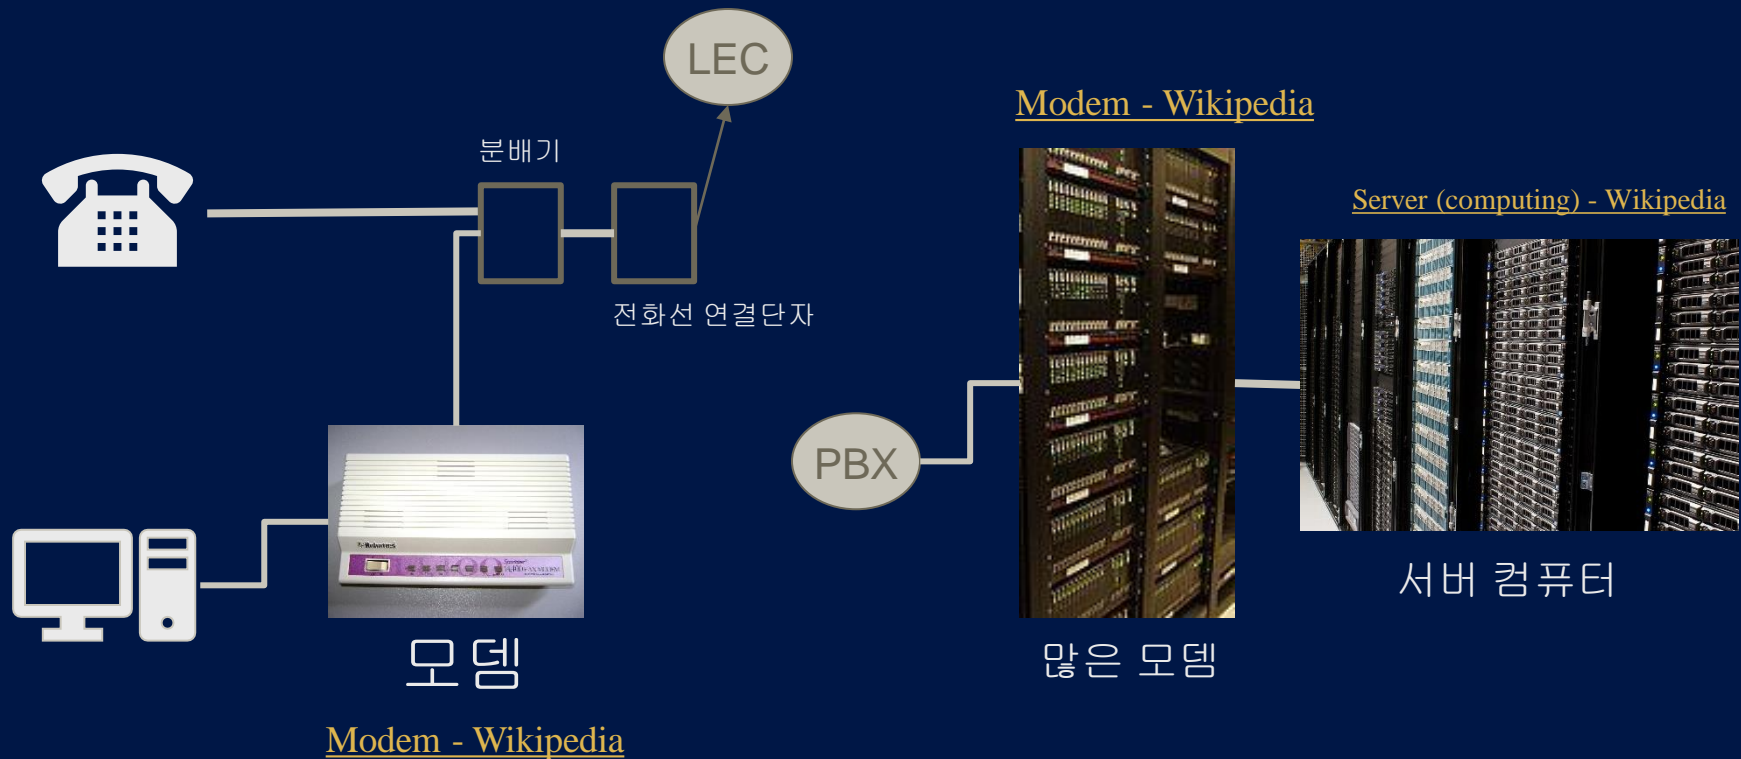 LEC
Modem - Wikipedia
분배기
Server (computing) - Wikipedia
전화선 연결단자
PBX
서버 컴퓨터
모뎀
많은 모뎀
Modem - Wikipedia